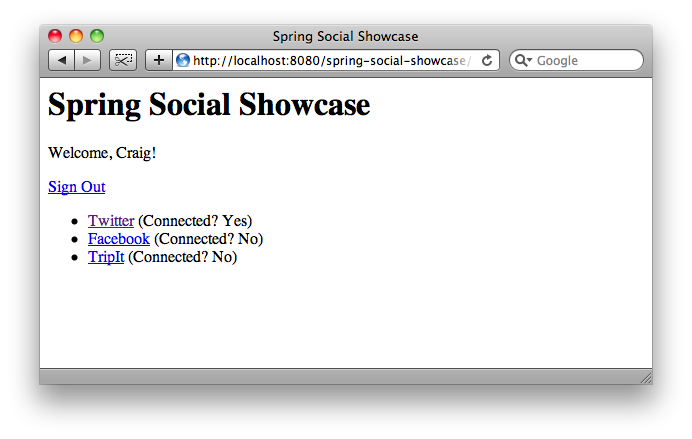 Spring Social Showcase
http://localhost:8080/spring-social-showcase/
Google
Spring Social Showcase
Welcome, Craig!
Sign Out
Twitter (Connected? Yes)
Facebook (Connected? No)
TripIt (Connected? No)